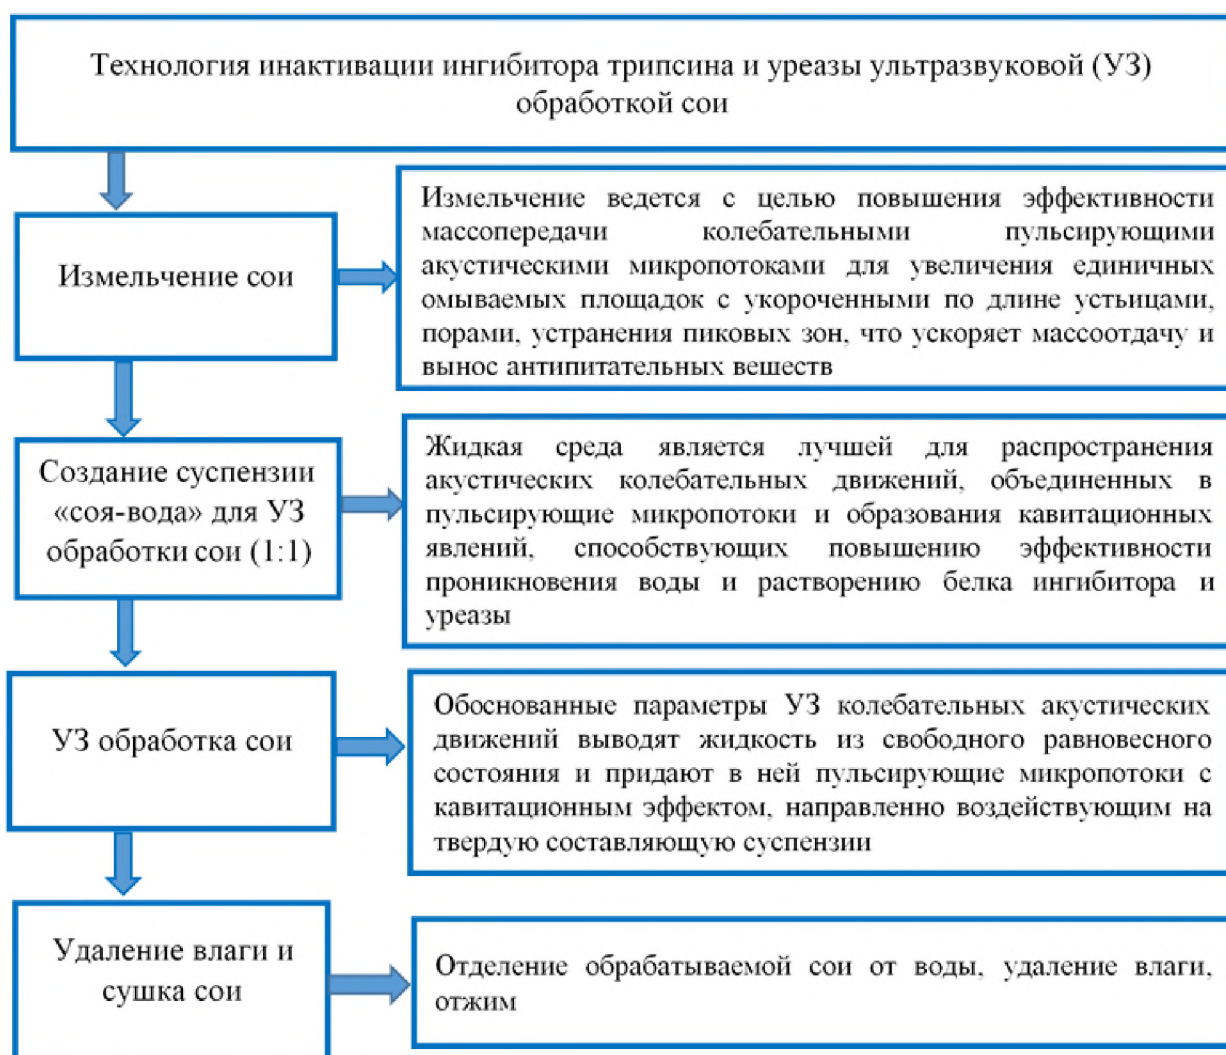 Технология инактивации ингибитора трипсина и уреазы ультразвуковой (УЗ)
обработкой сои
Измельчение сои
Измельчение ведется с целью повышения эффективности
массопередачи колебательными пульсирующими
акустическими микропотоками для увеличения единичных
омываемых площадок с укороченными по длине устьицами,
порами, устранения пиковых зон, что ускоряет массоотдачу и
вынос антипитательных вешеств
Создание суспензии
«соя-вода» для УЗ
обработки сои (1:1)
Жидкая среда является лучшей для распространения
акустических колебательных движений, объединенных в
пульсирующие микропотоки и образования кавитационных
явлений, способствующих повышению эффективности
проникновения воды и растворению белка ингибитора и
уреазы
УЗ обработка сои
Обоснованные параметры УЗ колебательных акустических
движений выводят жидкость из свободного равновесного
состояния и придают в ней пульсирующие микропотоки с
кавитационным эффектом, направленно воздействующим на
твердую составляющую суспензии
Удаление влаги и
сушка сои
Отделение обрабатываемой сои от воды, удаление влаги,
отжим